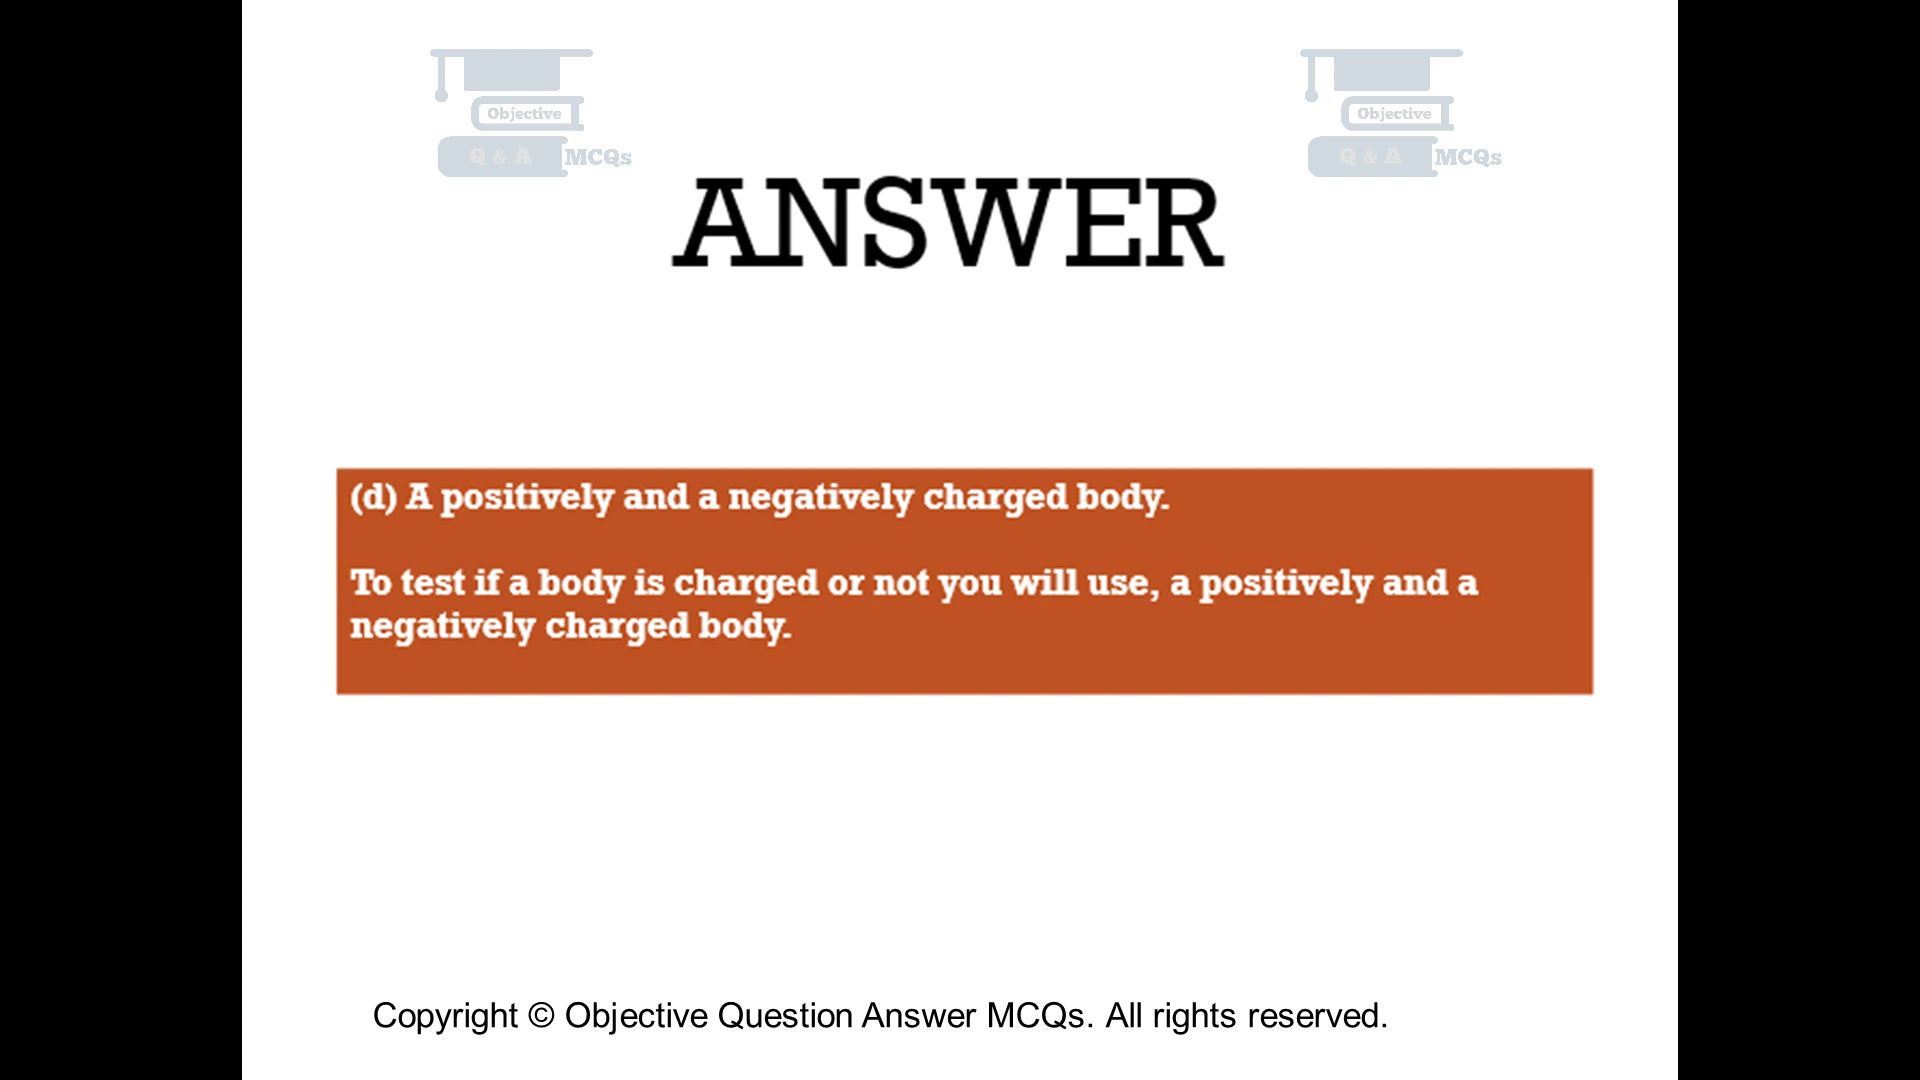 Objective
Q & A MCQs
Objective
Q & A MCQs
ANSWER
(d) A positively and a negatively charged body.
To test if a body is charged or not you will use, a positively and a
negatively charged body.
Copyright © Objective Question Answer MCQs. All rights reserved.